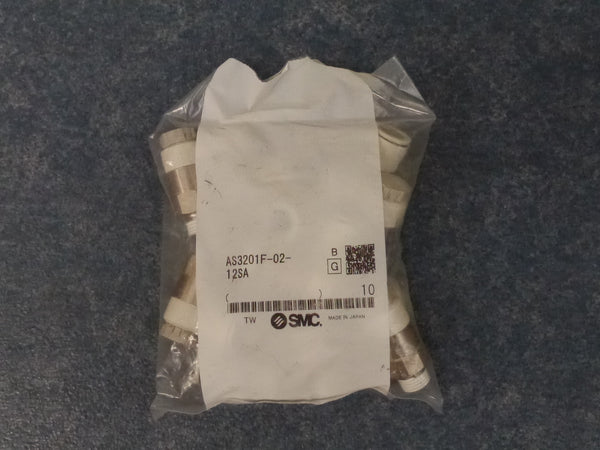 AS3201F-02-
12SA
B
G
( ) 10
TW SMC. MADE IN JAPAN